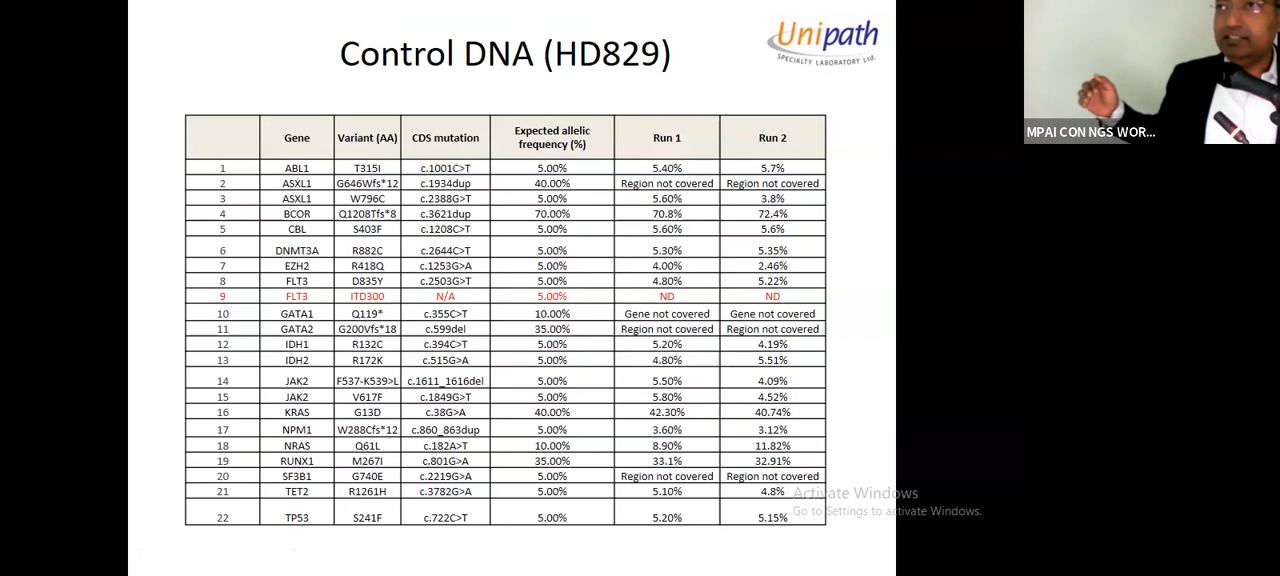 Unipath
SPECIALTY LABORATORY Ltd.
Control DNA (HD829)
Gene Variant (AA) CDS mutation Expected allelic frequency (%) Run 1 Run 2
1 ABL1 T315I c.1001C>T 5.00% 5.40% 5.7%
2 ASXL1 G646Wfs*12 c.1934dup 40.00% Region not covered Region not covered
3 ASXL1 W796C c.2388G>T 5.00% 5.60% 3.8%
4 BCOR Q1208Tfs*8 c.3621dup 70.00% 70.8% 72.4%
5 CBL S403F c.1208C>T 5.00% 5.60% 5.6%
6 DNMT3A R882C c.2644C>T 5.00% 5.30% 5.35%
7 EZH2 R418Q c.1253G>A 5.00% 4.00% 2.46%
8 FLT3 D835Y c.2503G>T 5.00% 4.80% 5.22%
9 FLT3 ITD300 N/A 5.00% ND ND
10 GATA1 Q119* c.355C>T 10.00% Gene not covered Gene not covered
11 GATA2 G200Vfs*18 c.599del 35.00% Region not covered Region not covered
12 IDH1 R132C c.394C>T 5.00% 5.20% 4.19%
13 IDH2 R172K c.515G>A 5.00% 4.80% 5.51%
14 JAK2 F537-K539>L c.1611_1616del 5.00% 5.50% 4.09%
15 JAK2 V617F c.1849G>T 5.00% 5.80% 4.52%
16 KRAS G13D c.38G>A 40.00% 42.30% 40.74%
17 NPM1 W288Cfs*12 c.860_863dup 5.00% 3.60% 3.12%
18 NRAS Q61L c.182A>T 10.00% 8.90% 11.82%
19 RUNX1 M267I c.801G>A 35.00% 33.1% 32.91%
20 SF3B1 G740E c.2219G>A 5.00% Region not covered Region not covered
21 TET2 R1261H c.3782G>A 5.00% 5.10% 4.8%
22 TP53 S241F c.722C>T 5.00% 5.20% 5.15%
MPAI CON NGS WOR...
Activate Windows
Go to Settings to activate Windows.